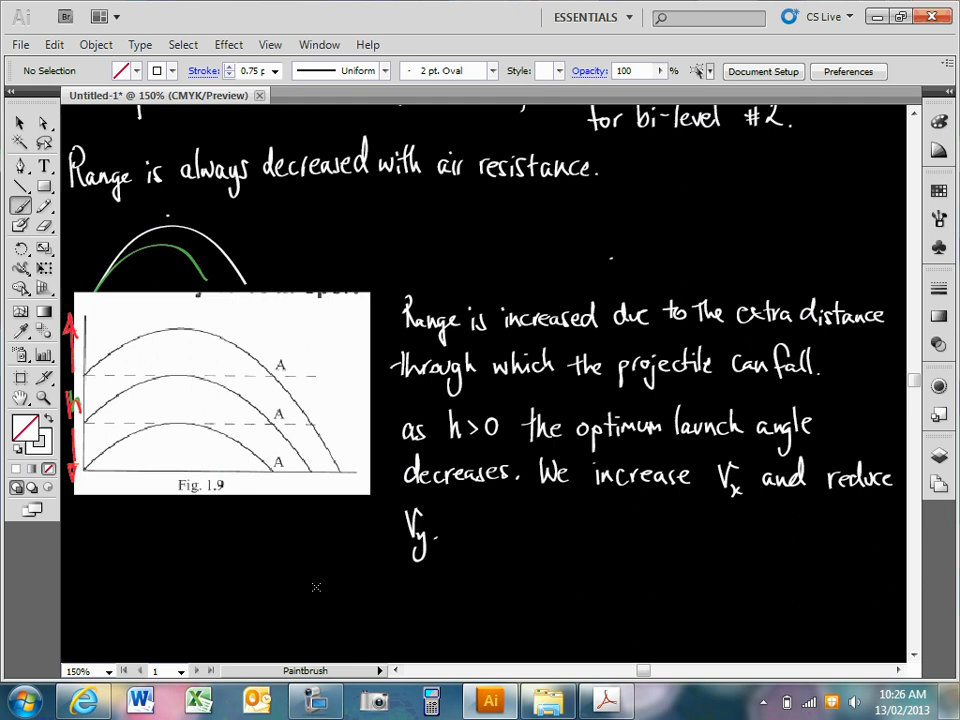 Ai
Br
ESSENTIALS
CS Live
File Edit Object Type Select Effect View Window Help
No Selection
Stroke:
0.75 p
Uniform
2 pt. Oval
Style:
Opacity:
100
%
Document Setup
Preferences
Untitled-1* @ 150% (CMYK/Preview)
for bi-level #2.
Range is always decreased with air resistance.
A
A
A
h
Fig. 1.9
Range is increased due to the extra distance
through which the projectile can fall.
as h>0 the optimum launch angle
decreases. We increase Vx and reduce
Vy.
150%
1
Paintbrush
Ai
10:26 AM
13/02/2013